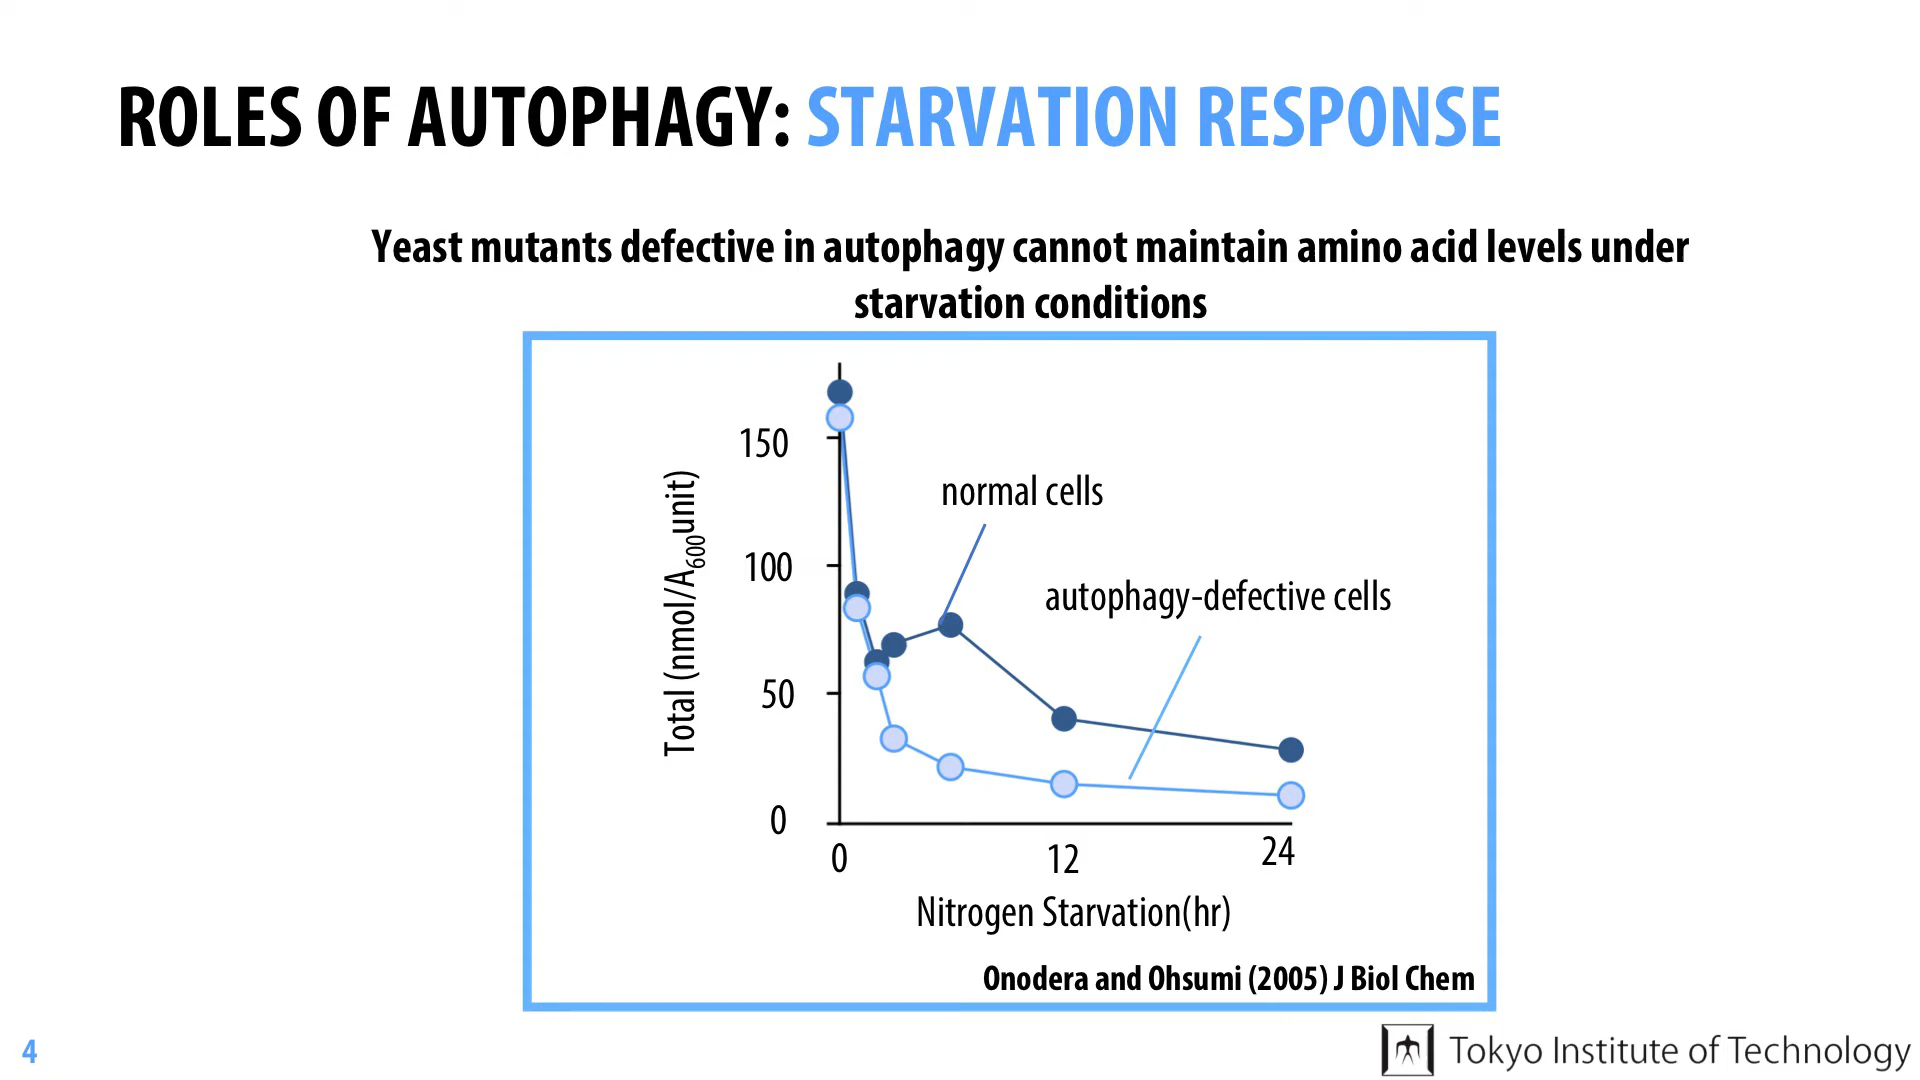 ROLES OF AUTOPHAGY: STARVATION RESPONSE
Yeast mutants defective in autophagy cannot maintain amino acid levels under
starvation conditions
150
100
50
0
Total (nmol/A600unit)
normal cells
autophagy-defective cells
0 12 24
Nitrogen Starvation(hr)
Onodera and Ohsumi (2005) J Biol Chem
4
Tokyo Institute of Technology